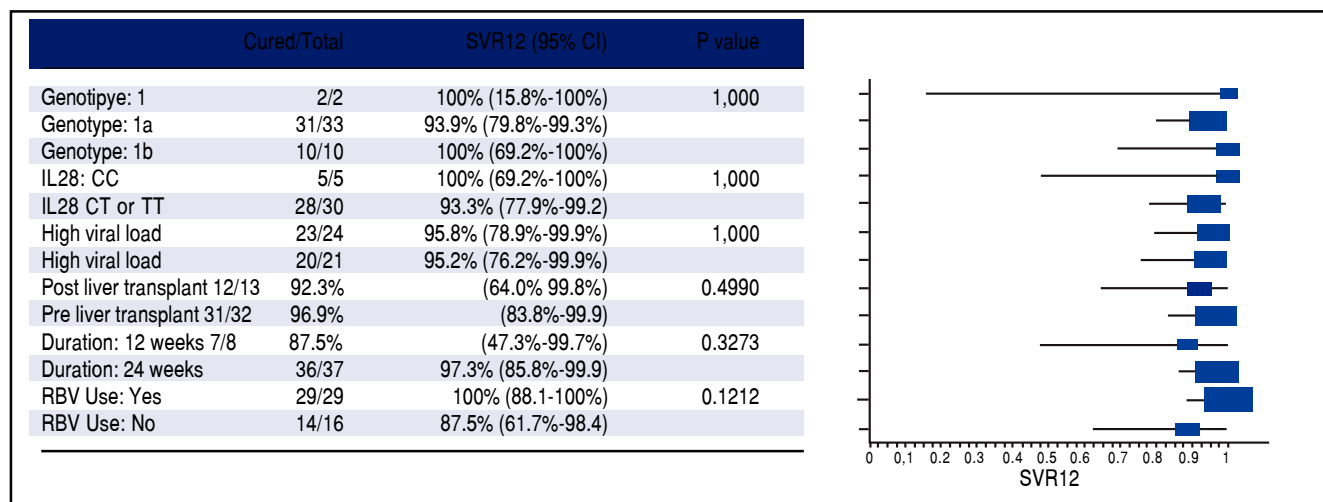 Cured/Total SVR12 (95% CI) P value
Genotipye: 1 2/2 100% (15.8%-100%) 1,000
Genotype: 1a 31/33 93.9% (79.8%-99.3%)
Genotype: 1b 10/10 100% (69.2%-100%)
IL28: CC 5/5 100% (69.2%-100%) 1,000
IL28 CT or TT 28/30 93.3% (77.9%-99.2)
High viral load 23/24 95.8% (78.9%-99.9%) 1,000
High viral load 20/21 95.2% (76.2%-99.9%)
Post liver transplant 12/13 92.3% (64.0% 99.8%) 0.4990
Pre liver transplant 31/32 96.9% (83.8%-99.9)
Duration: 12 weeks 7/8 87.5% (47.3%-99.7%) 0.3273
Duration: 24 weeks 36/37 97.3% (85.8%-99.9)
RBV Use: Yes 29/29 100% (88.1-100%) 0.1212
RBV Use: No 14/16 87.5% (61.7%-98.4)
0 0,1 0.2 0.3 0.4 0.5 0.6 0.7 0.8 0.9 1
SVR12